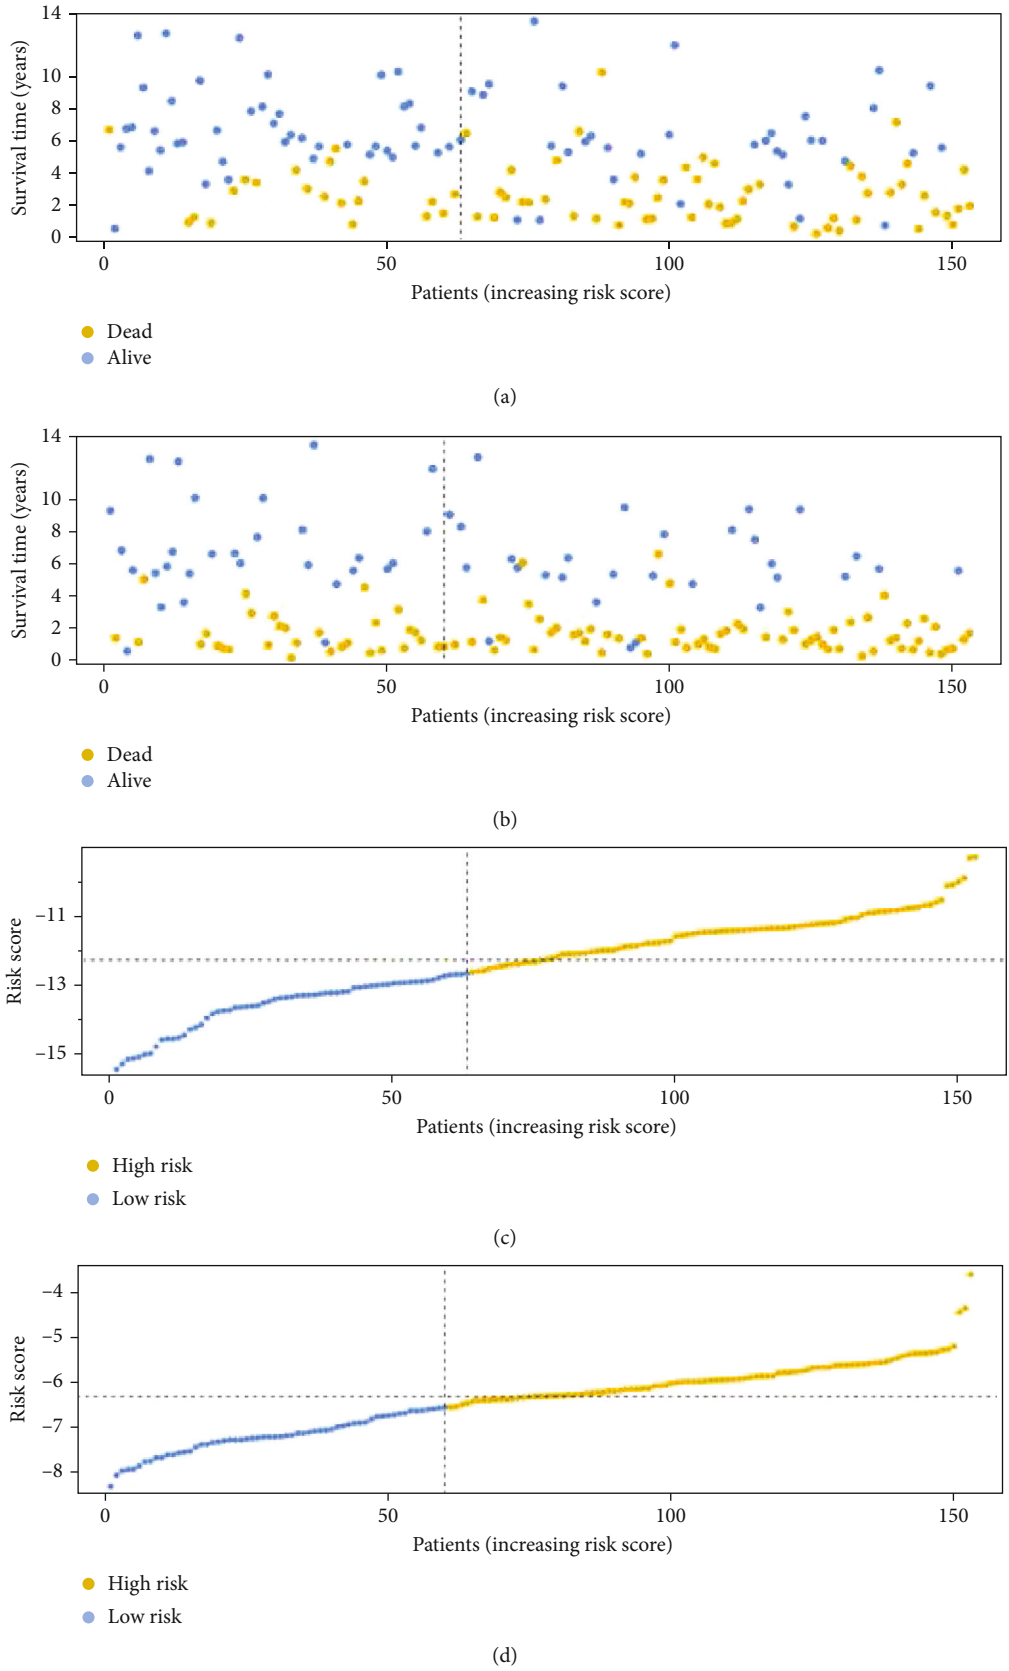 14
10
8
6
4
2
0
Survival time (years)
0 50 100 150
Patients (increasing risk score)
Dead
Alive
(a)
14
10
8
6
4
2
0
Survival time (years)
0 50 100 150
Patients (increasing risk score)
Dead
Alive
(b)
−11
−13
−15
Risk score
0 50 100 150
Patients (increasing risk score)
High risk
Low risk
(c)
−4
−5
−6
−7
−8
Risk score
0 50 100 150
Patients (increasing risk score)
High risk
Low risk
(d)